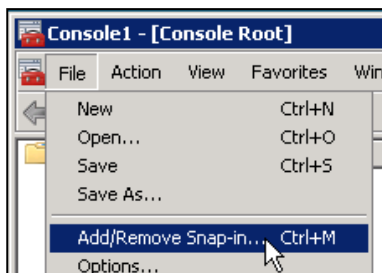 Console1 - [Console Root]
File Action View Favorites
New Ctrl+N
Open... Ctrl+O
Save Ctrl+S
Save As...
Add/Remove Snap-in... Ctrl+M
Options...